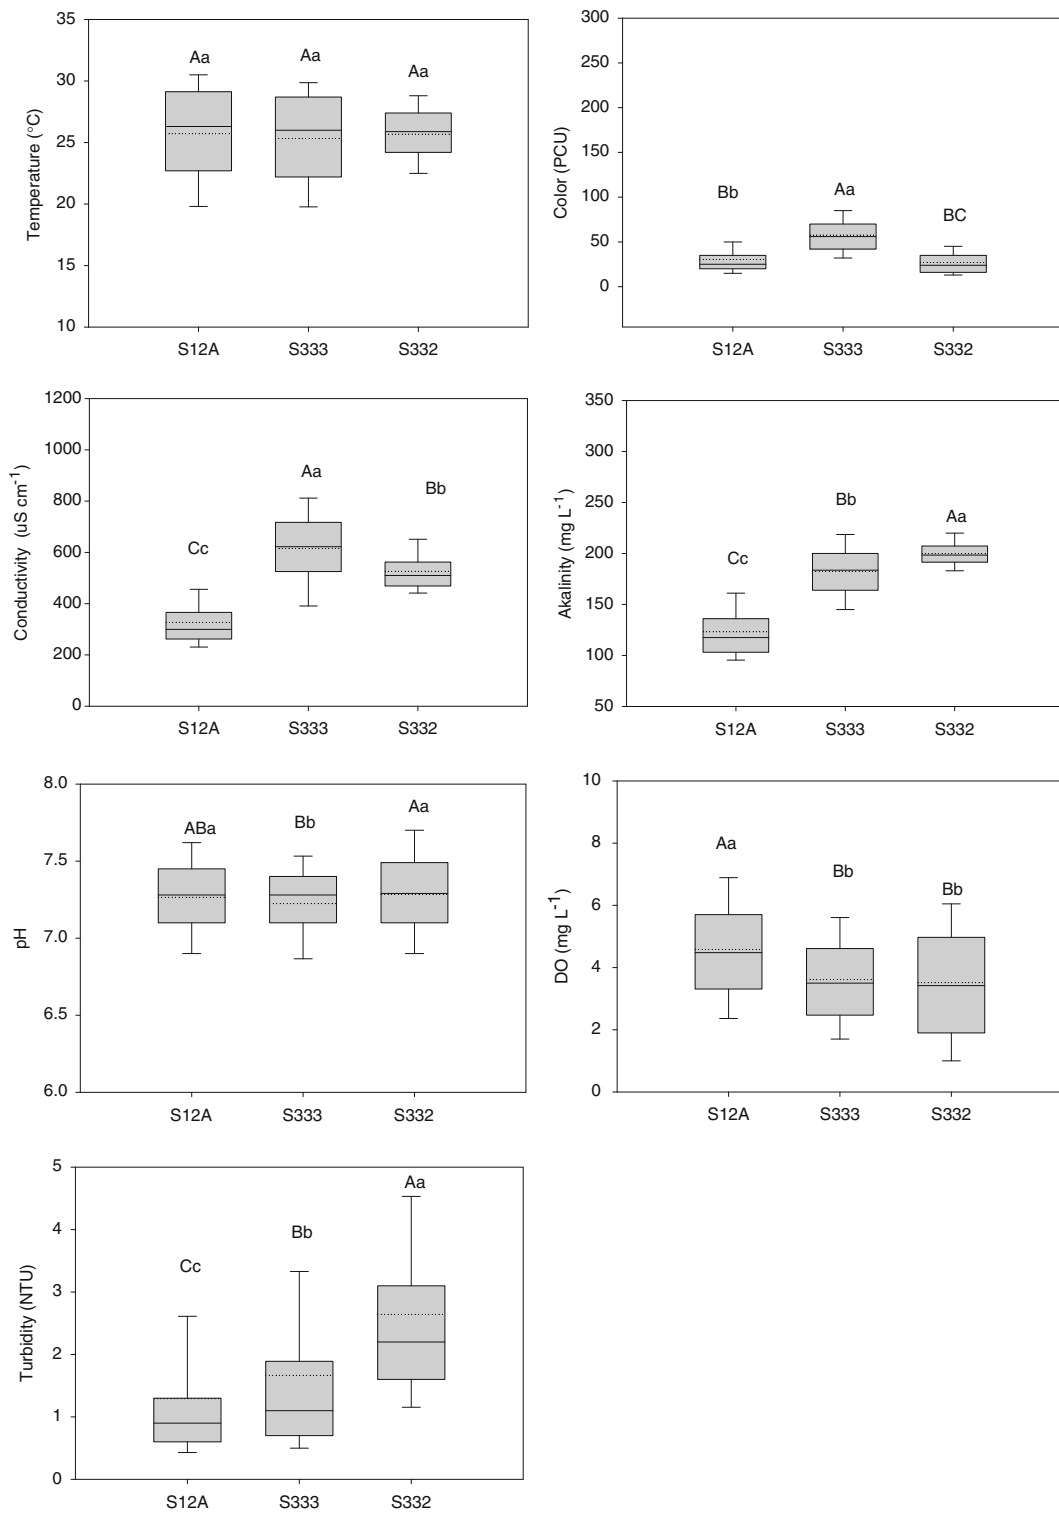 Temperature (°C)
35
30
25
20
15
10
Aa
Aa
Aa
S12A
S333
S332
Color (PCU)
300
250
200
150
100
50
0
Bb
Aa
BC
S12A
S333
S332
Conductivity (uS cm-1)
1200
1000
800
600
400
200
0
Cc
Aa
Bb
S12A
S333
S332
Akalinity (mg L-1)
350
300
250
200
150
100
50
Cc
Bb
Aa
S12A
S333
S332
pH
8.0
7.5
7.0
6.5
6.0
ABa
Bb
Aa
S12A
S333
S332
DO (mg L-1)
10
8
6
4
2
0
Aa
Bb
Bb
S12A
S333
S332
Turbidity (NTU)
5
4
3
2
1
0
Cc
Bb
Aa
S12A
S333
S332